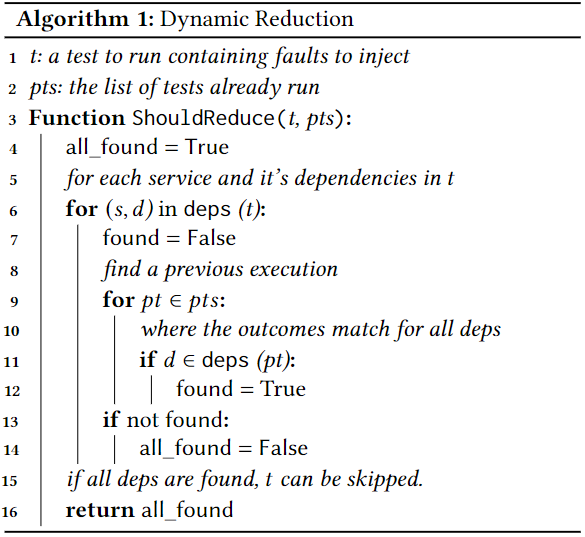 Algorithm 1: Dynamic Reduction
1 t: a test to run containing faults to inject
2 pts: the list of tests already run
3 Function ShouldReduce(t, pts):
4 all_found = True
5 for each service and it's dependencies in t
6 for (s, d) in deps (t):
7 found = False
8 find a previous execution
9 for pt ∈ pts:
10 where the outcomes match for all deps
11 if d ∈ deps (pt):
12 found = True
13 if not found:
14 all_found = False
15 if all deps are found, t can be skipped.
16 return all_found